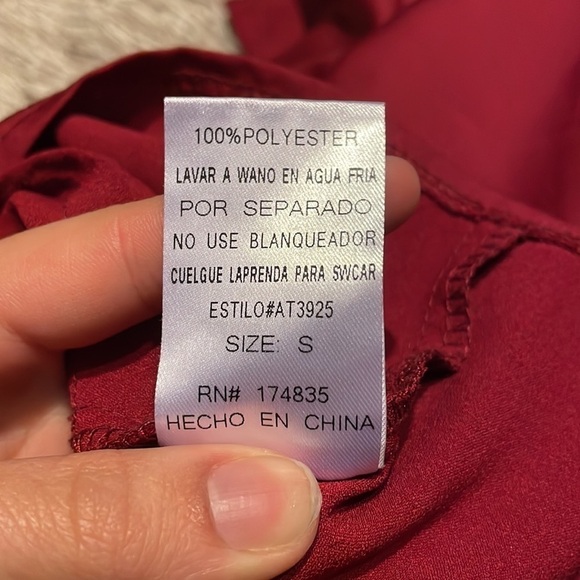 100%POLYESTER
LAVAR A WANO EN AGUA FRIA
POR SEPARADO
NO USE BLANQUEADOR
CUELGUE LAPRENDA PARA SWCAR
ESTILO#AT3925
SIZE: S
RN# 174835
HECHO EN CHINA